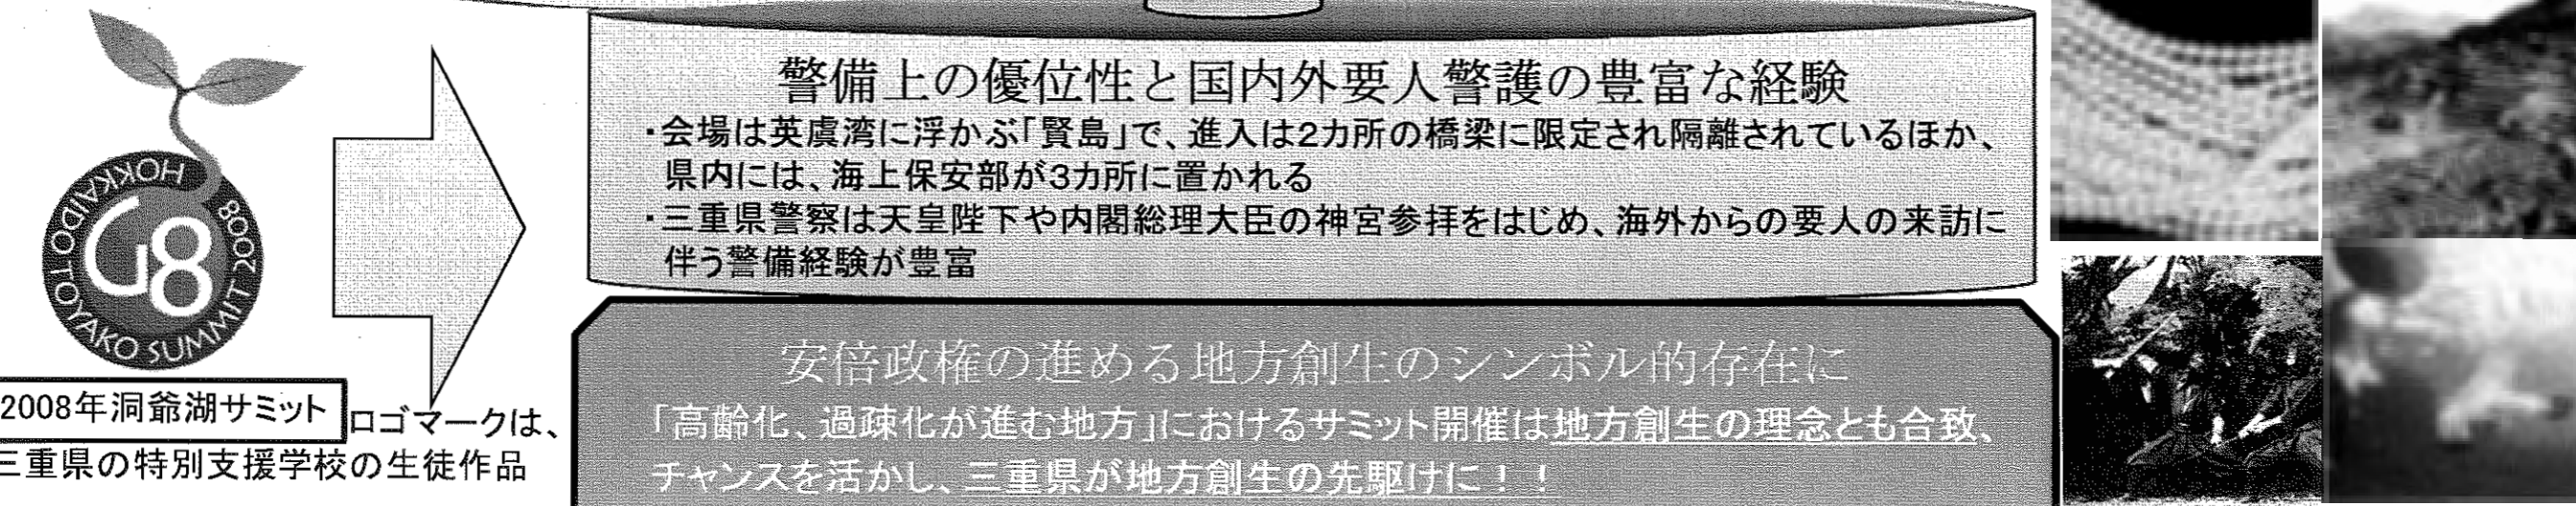 G8
HOKKAIDO TOYAKO SUMMIT 2008
2008年洞爺湖サミット
ロゴマークは、
三重県の特別支援学校の生徒作品
警備上の優位性と国内外要人警護の豊富な経験
・会場は英虞湾に浮かぶ「賢島」で、進入は2カ所の橋梁に限定され隔離されているほか、
県内には、海上保安部が3カ所に置かれる
・三重県警察は天皇陛下や内閣総理大臣の神宮参拝をはじめ、海外からの要人の来訪に
伴う警備経験が豊富
安倍政権の進める地方創生のシンボル的存在に
「高齢化、過疎化が進む地方」におけるサミット開催は地方創生の理念とも合致、
チャンスを活かし、三重県が地方創生の先駆けに！！